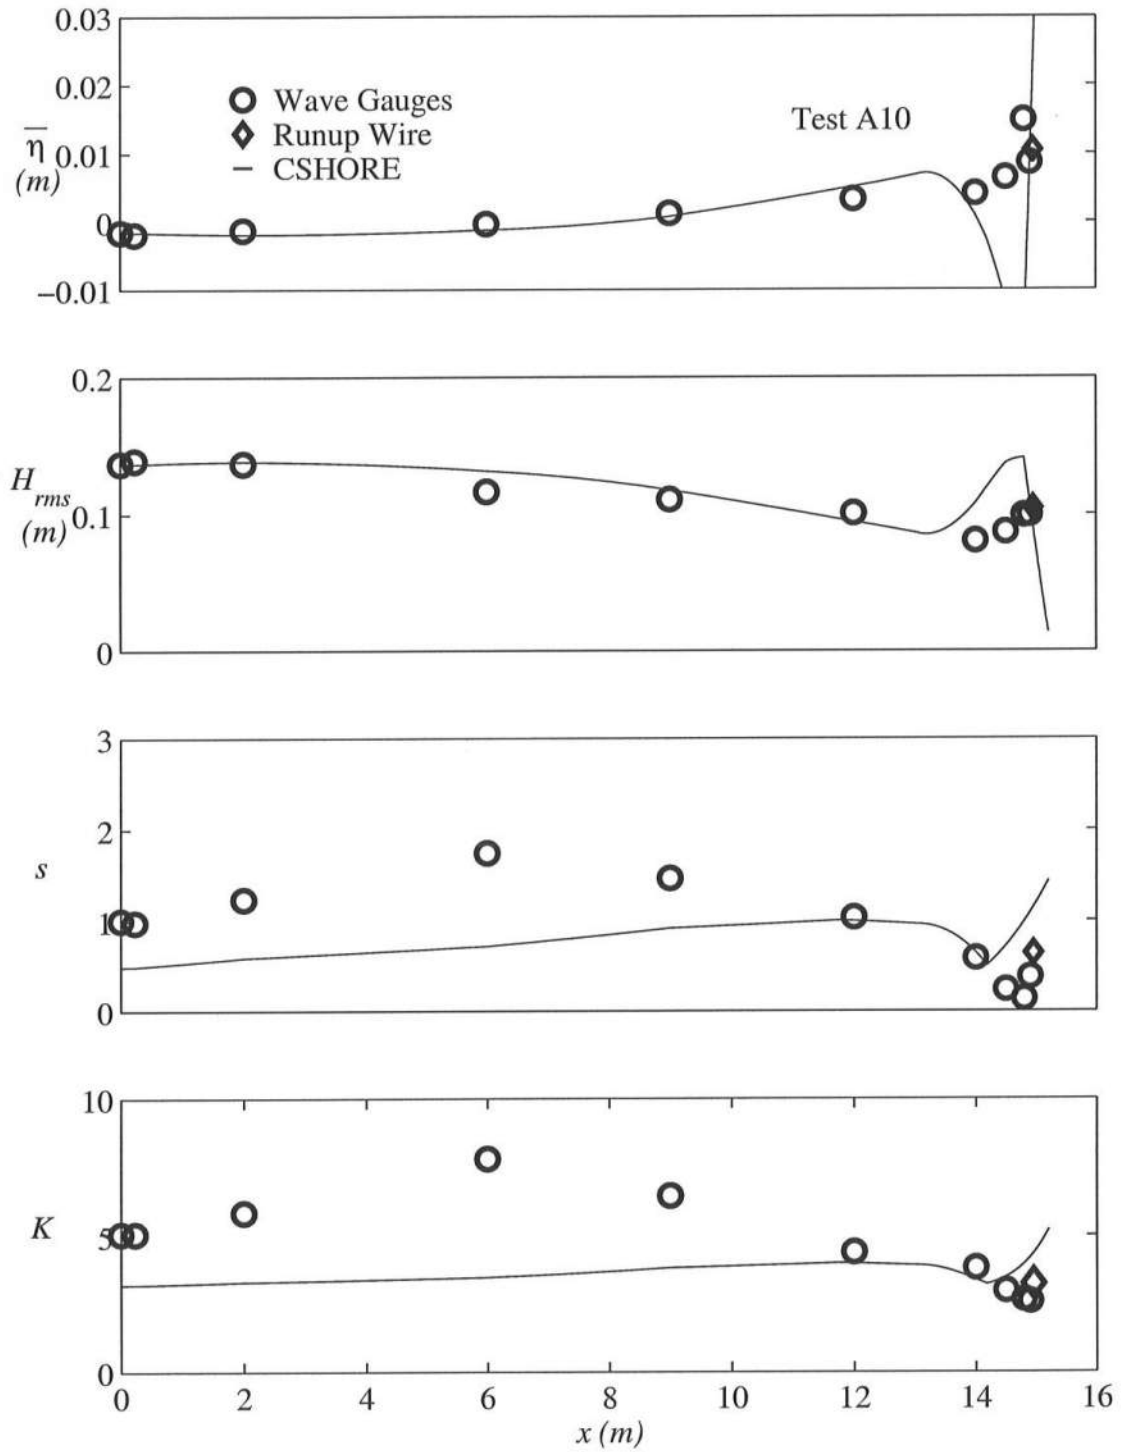 0.03
0.02
0.01
0
−0.01
η̅
(m)
Wave Gauges
Runup Wire
CSHORE
Test A10
0.2
0.1
0
H rms
(m)
3
2
1
0
s
10
5
0
K
0 2 4 6 8 10 12 14 16
x (m)